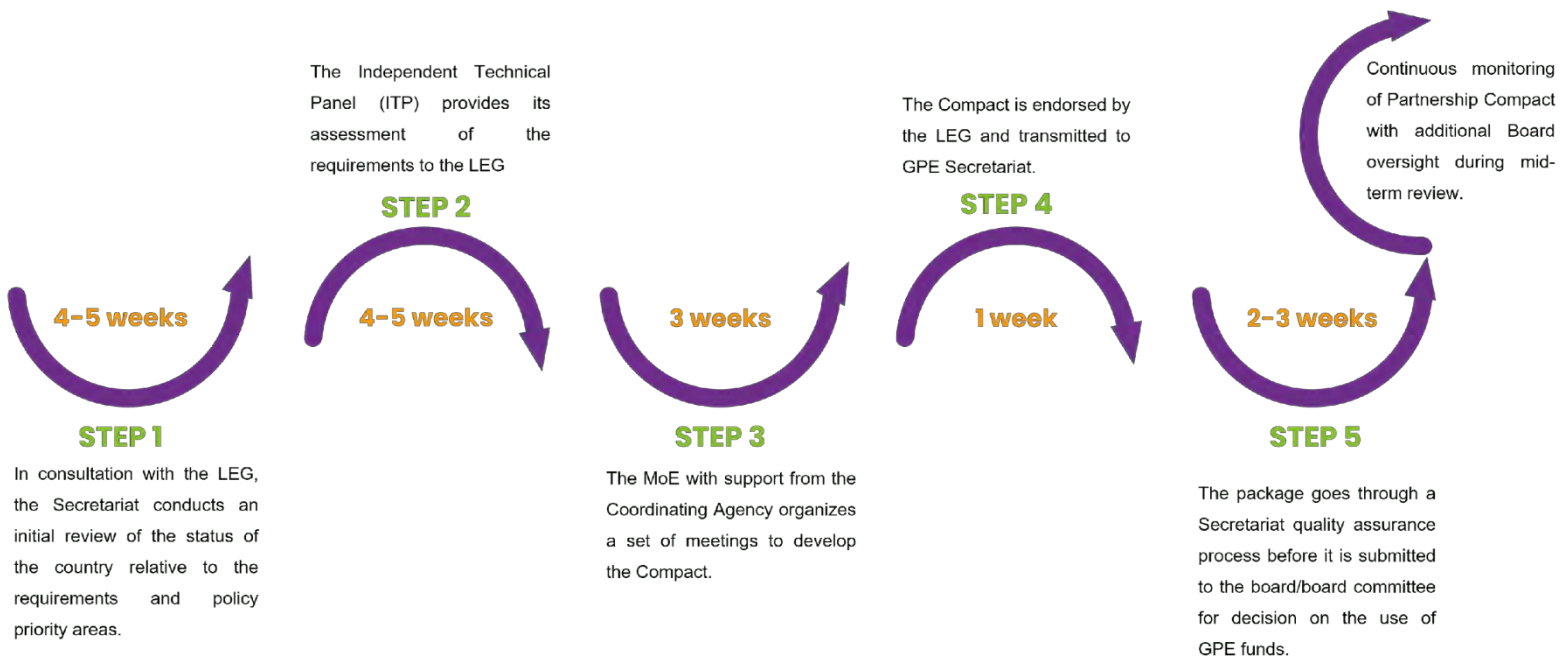 4-5 weeks
STEP 1
In consultation with the LEG,
the Secretariat conducts an
initial review of the status of
the country relative to the
requirements and policy
priority areas.
The Independent Technical
Panel (ITP) provides its
assessment of the
requirements to the LEG
STEP 2
4-5 weeks
3 weeks
STEP 3
The MoE with support from the
Coordinating Agency organizes
a set of meetings to develop
the Compact.
The Compact is endorsed by
the LEG and transmitted to
GPE Secretariat.
STEP 4
1 week
2-3 weeks
STEP 5
The package goes through a
Secretariat quality assurance
process before it is submitted
to the board/board committee
for decision on the use of
GPE funds.
Continuous monitoring
of Partnership Compact
with additional Board
oversight during mid-
term review.